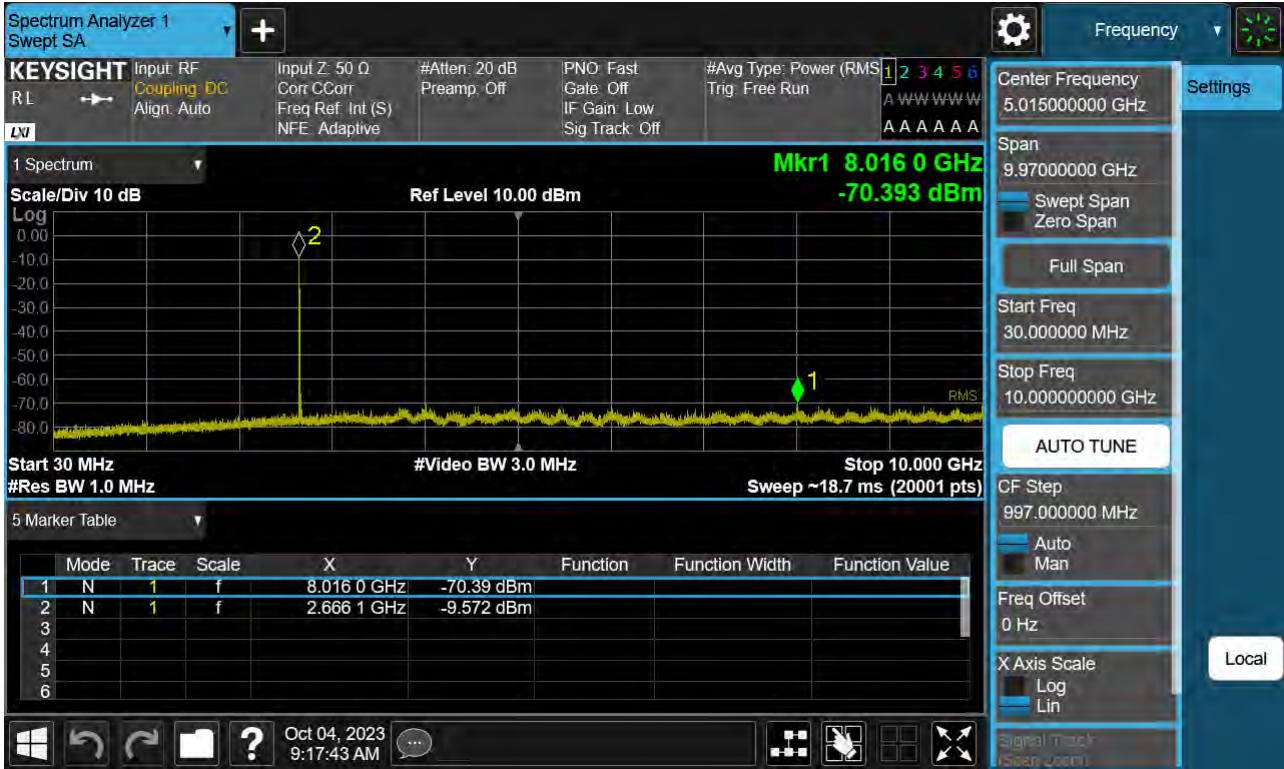 Spectrum Analyzer 1
Swept SA
Frequency
KEYSIGHT
Input: RF
Input Z: 50 Ω
#Atten: 20 dB
PNO: Fast
#Avg Type: Power (RMS
1 2 3 4 5 6
RL
Coupling: DC
Corr CCorr
Preamp: Off
Gate: Off
Trig: Free Run
A W W W W W
Align: Auto
Freq Ref: Int (S)
IF Gain: Low
LXI
NFE: Adaptive
Sig Track: Off
A A A A A A
1 Spectrum
Mkr1 8.016 0 GHz
Scale/Div 10 dB
Ref Level 10.00 dBm
-70.393 dBm
Log
0.00
2
-10.0
-20.0
-30.0
-40.0
-50.0
-60.0
1
-70.0
RMS
-80.0
Start 30 MHz
#Video BW 3.0 MHz
Stop 10.000 GHz
#Res BW 1.0 MHz
Sweep ~18.7 ms (20001 pts)
5 Marker Table
Mode Trace Scale X Y Function Function Width Function Value
1 N 1 f 8.016 0 GHz -70.39 dBm
2 N 1 f 2.666 1 GHz -9.572 dBm
3
4
5
6
Oct 04, 2023
9:17:43 AM
Center Frequency
5.015000000 GHz
Settings
Span
9.97000000 GHz
Swept Span
Zero Span
Full Span
Start Freq
30.000000 MHz
Stop Freq
10.000000000 GHz
AUTO TUNE
CF Step
997.000000 MHz
Auto
Man
Freq Offset
0 Hz
X Axis Scale
Log
Lin
Local
Signal Track
(Span Zoom)